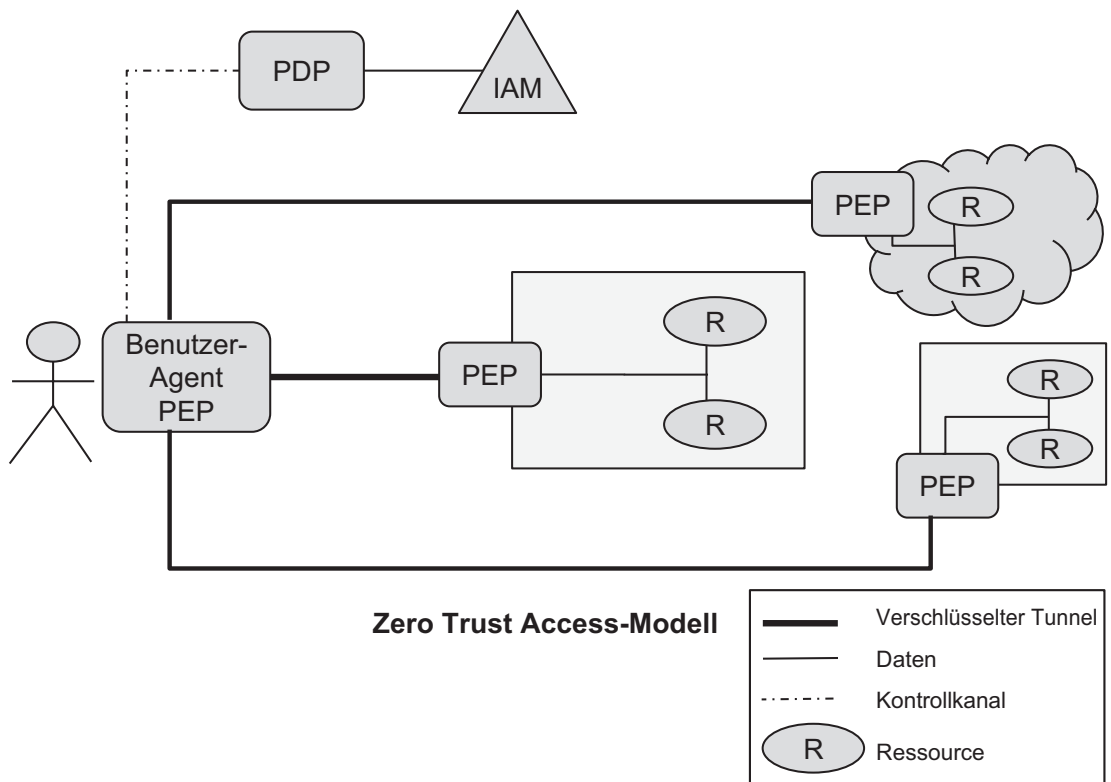 PDP
IAM
PEP
R
R
Benutzer-
Agent
PEP
PEP
R
R
R
R
PEP
Zero Trust Access-Modell
Verschlüsselter Tunnel
Daten
Kontrollkanal
R
Ressource